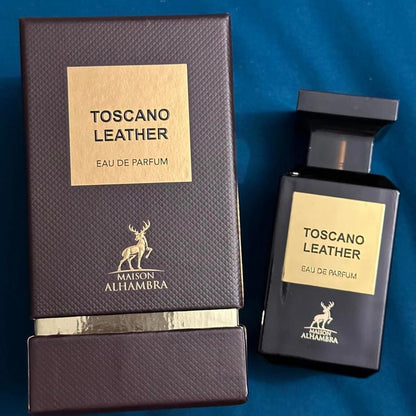 TOSCANO
LEATHER
EAU DE PARFUM
MAISON
ALHAMBRA
TOSCANO
LEATHER
EAU DE PARFUM
MAISON
ALHAMBRA